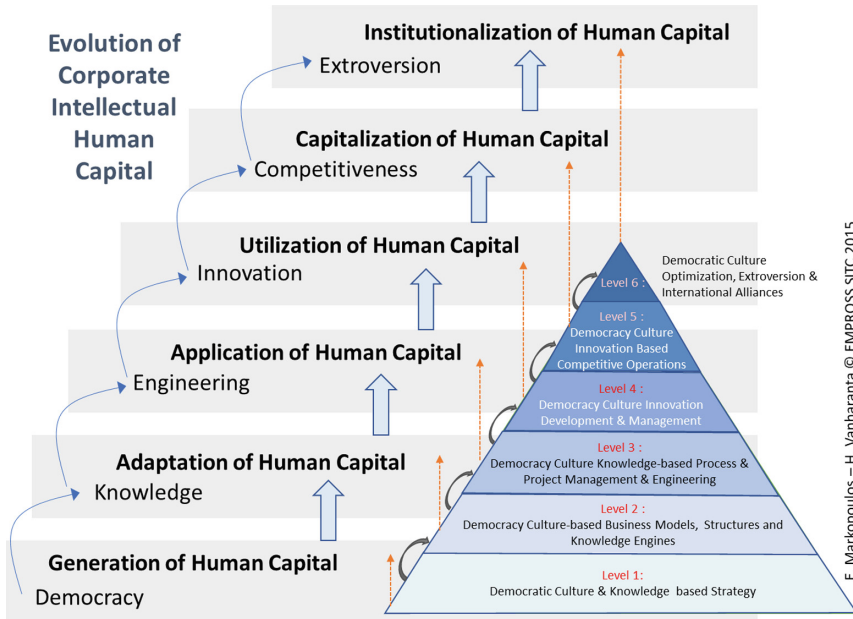 Evolution of
Corporate
Intellectual
Human
Capital
Institutionalization of Human Capital
Extroversion
Capitalization of Human Capital
Competitiveness
Utilization of Human Capital
Innovation
Application of Human Capital
Engineering
Adaptation of Human Capital
Knowledge
Generation of Human Capital
Democracy
Level 6 :
Democratic Culture
Optimization, Extroversion &
International Alliances
Level 5 :
Democracy Culture
Innovation Based
Competitive Operations
Level 4 :
Democracy Culture Innovation
Development & Management
Level 3 :
Democracy Culture Knowledge-based Process &
Project Management & Engineering
Level 2 :
Democracy Culture-based Business Models, Structures and
Knowledge Engines
Level 1:
Democratic Culture & Knowledge based Strategy
E. Markopoulos – H. Vanharanta © EMPROSS SITC 2015